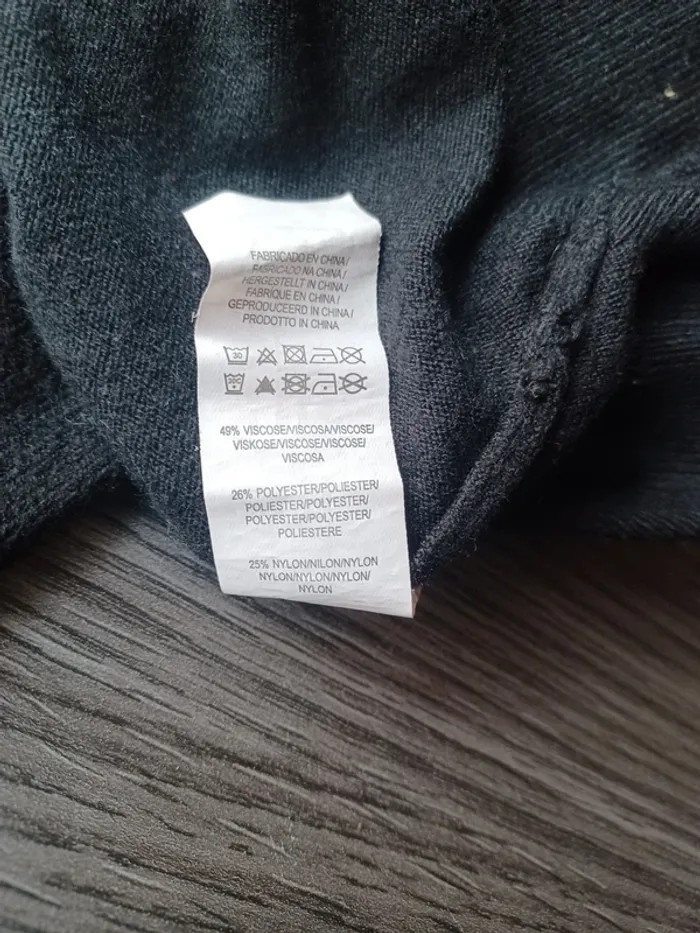 FABRICADO EN CHINA/
FABRICADO NA CHINA/
HERGESTELLT IN CHINA/
FABRIQUE EN CHINA/
GEPRODUCEERD IN CHINA/
PRODOTTO IN CHINA
30
30C
49% VISCOSE/VISCOSA/VISCOSE/
VISKOSE/VISCOSE/VISCOSE/
VISCOSA
26% POLYESTER/POLIESTER/
POLIESTER/POLYESTER/
POLYESTER/POLYESTER/
POLIESTERE
25% NYLON/NILON/NYLON
NYLON/NYLON/NYLON/
NYLON